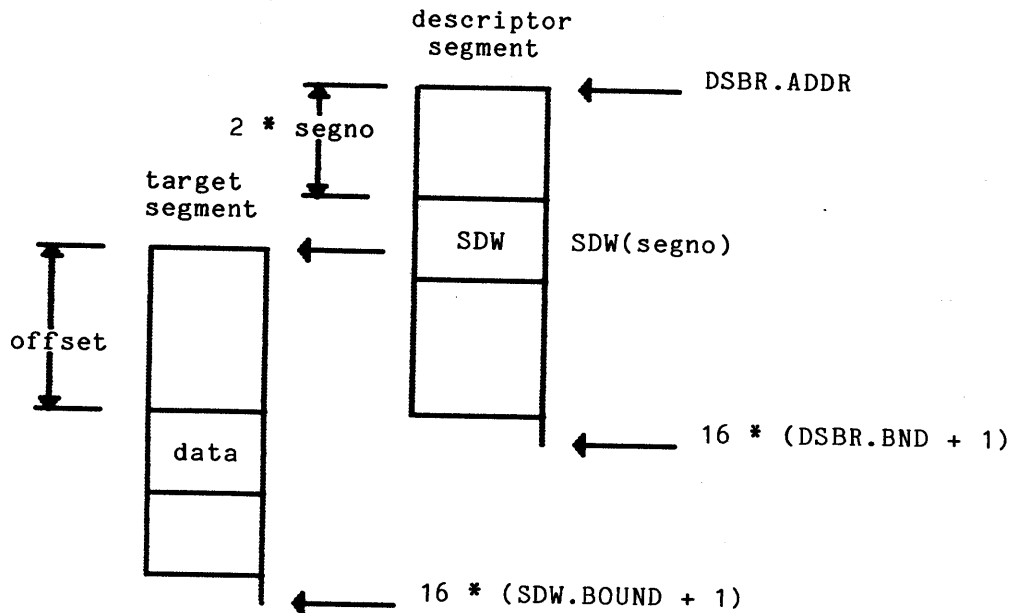 descriptor
segment
DSBR.ADDR
2 * segno
target
segment
SDW
SDW(segno)
offset
data
16 * (DSBR.BND + 1)
16 * (SDW.BOUND + 1)